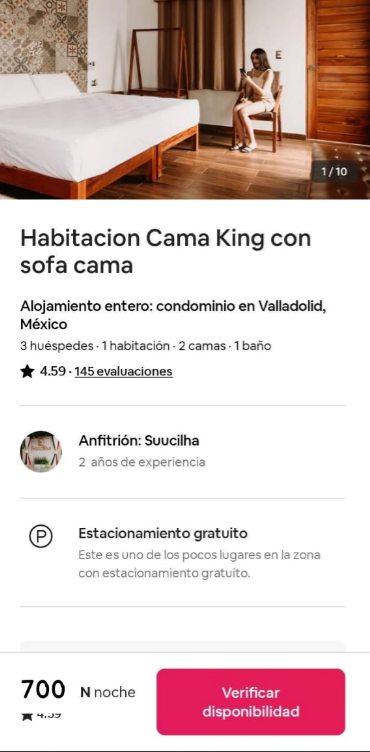 1/10
Habitacion Cama King con
sofa cama
Alojamiento entero: condominio en Valladolid,
México
3 huéspedes · 1 habitación · 2 camas · 1 baño
★ 4.59 · 145 evaluaciones
Anfitrión: Suucilha
2 años de experiencia
P
Estacionamiento gratuito
Este es uno de los pocos lugares en la zona
con estacionamiento gratuito.
700 N noche
★ 4.59
Verificar
disponibilidad